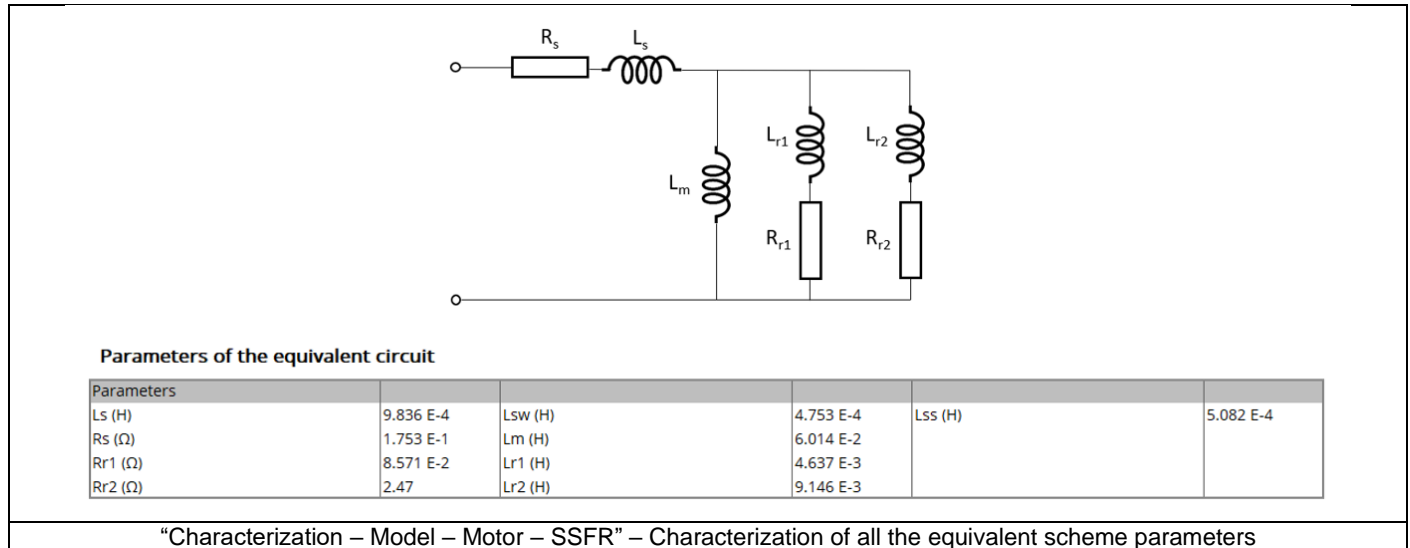 Rs Ls
Lr1 Lr2
Lm
Rr1 Rr2
Parameters of the equivalent circuit
Parameters
Ls (H) 9.836 E-4 Lsw (H) 4.753 E-4 Lss (H) 5.082 E-4
Rs (Ω) 1.753 E-1 Lm (H) 6.014 E-2
Rr1 (Ω) 8.571 E-2 Lr1 (H) 4.637 E-3
Rr2 (Ω) 2.47 Lr2 (H) 9.146 E-3
“Characterization – Model – Motor – SSFR” – Characterization of all the equivalent scheme parameters